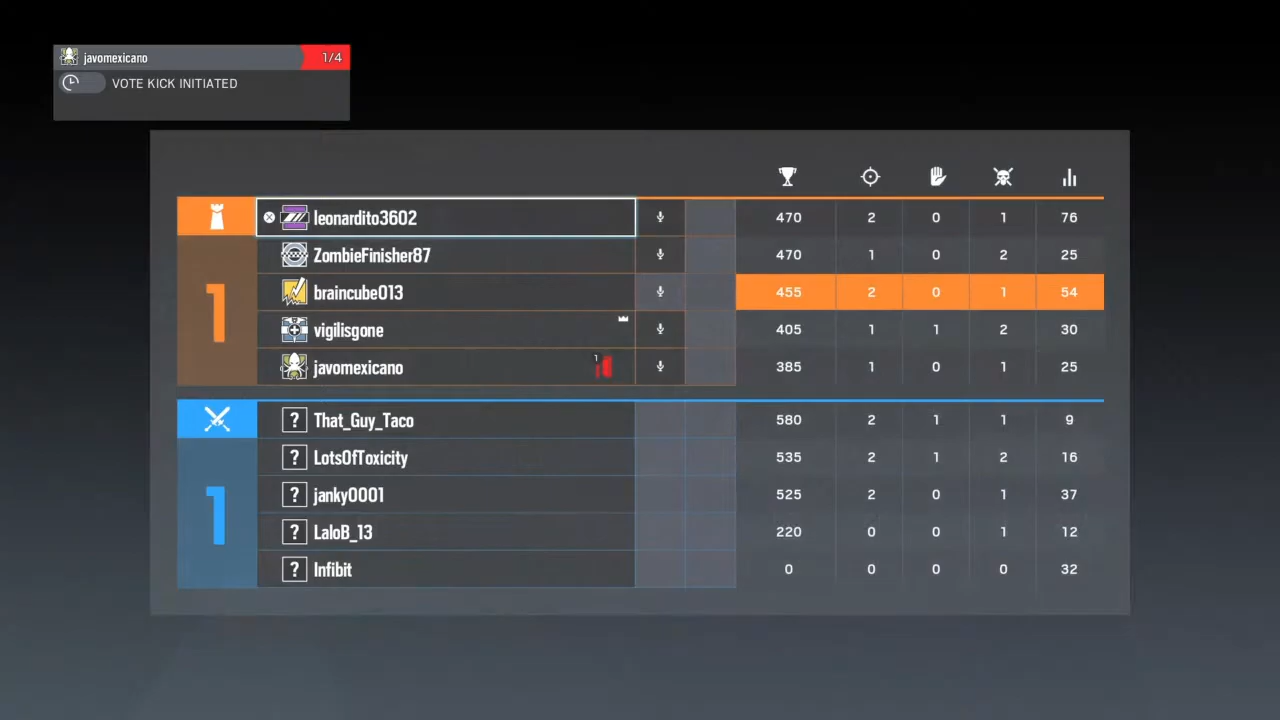 javomexicano 1/4
VOTE KICK INITIATED
leonardito3602 470 2 0 1 76
ZombieFinisher87 470 1 0 2 25
1
braincube013 455 2 0 1 54
vigilisgone 405 1 1 2 30
javomexicano 1 385 1 0 1 25
? That_Guy_Taco 580 2 1 1 9
? LotsOfToxicity 535 2 1 2 16
1
? janky0001 525 2 0 1 37
? LaloB_13 220 0 0 1 12
? Infibit 0 0 0 0 32